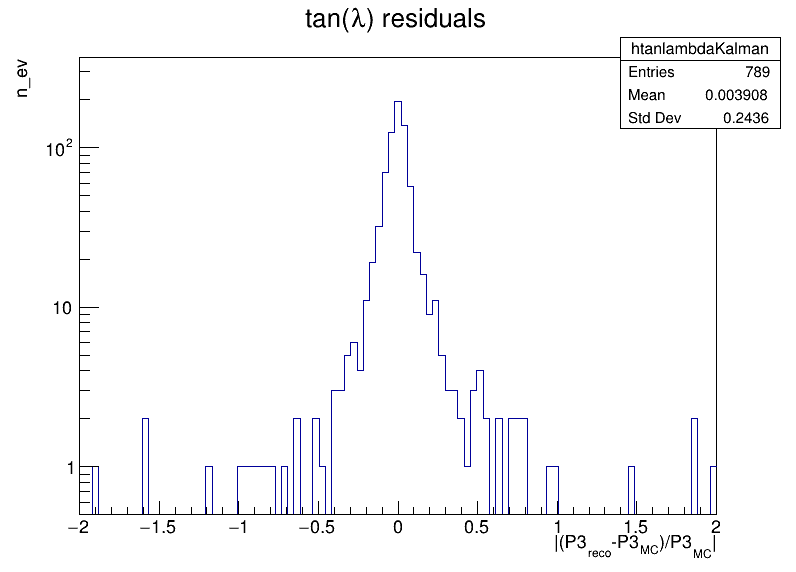 tan(λ) residuals
htanlambdaKalman
Entries 789
Mean 0.003908
Std Dev 0.2436
n_ev
10²
10
1
−2 −1.5 −1 −0.5 0 0.5 1 1.5 2
|(P3reco-P3MC)/P3MC|